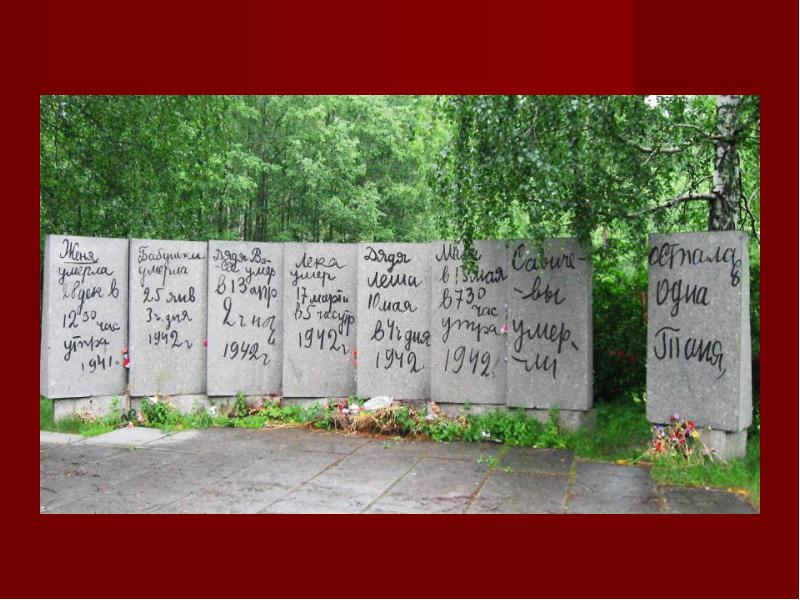 Женя
умерла
28 дек в
12 30
час
утра
1941г
Бабушка
умерла
25 янв
3 ч. дня
1942 г
Дядя Ва-
ся умер
в 13 апр
2 ч ночи
1942 г
Лека
умер
17 марта
в 5 час утр
1942 г.
Дядя
Леша
10 мая
в 4 ч дня
1942.
Мама
в 13 мая
в 7 30
час
утра
1942.
Савиче-
-вы
умер-
-ли
осталась
одна
Таня